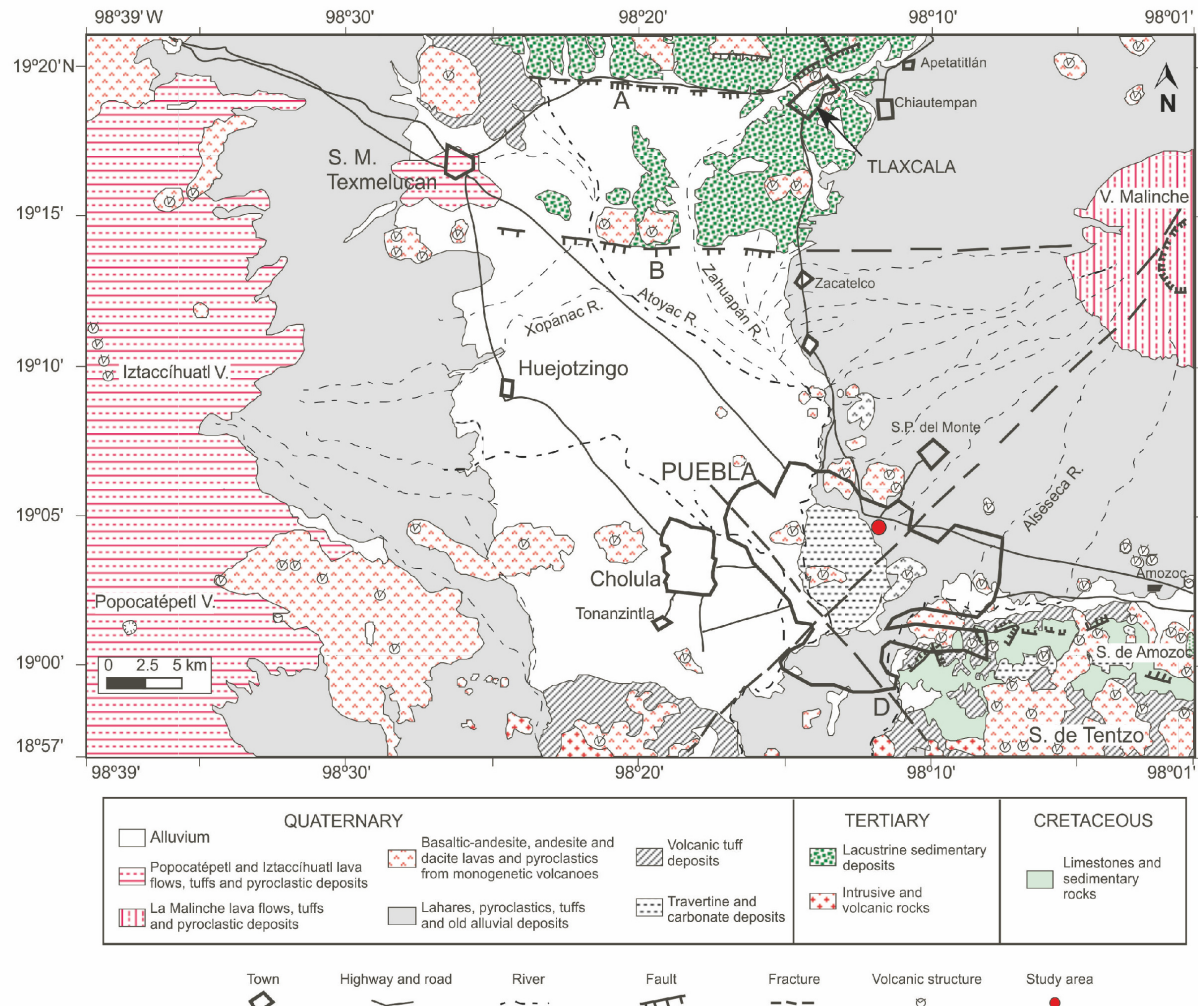 98°39' W
98°30'
98°20'
98°10'
98°01'
19°20'N
19°15'
19°10'
19°05'
19°00'
18°57'
A
Apetatitlán
Chiautempan
N
TLAXCALA
S. M.
Texmelucan
V. Malinche
B
Zacatelco
Zahuapán R.
Atoyac R.
Xopanac R.
Iztaccíhuatl V.
Huejotzingo
S.P. del Monte
PUEBLA
Alseseca R.
Cholula
Amozoc
Popocatépetl V.
Tonanzintla
S. de Amozoc
0 2.5 5 km
D
S. de Tentzo
98°39'
98°30'
98°20'
98°10'
98°01'
QUATERNARY
Alluvium
Popocatépetl and Iztaccíhuatl lava
flows, tuffs and pyroclastic deposits
La Malinche lava flows, tuffs
and pyroclastic deposits
Basaltic-andesite, andesite and
dacite lavas and pyroclastics
from monogenetic volcanoes
Lahares, pyroclastics, tuffs
and old alluvial deposits
Volcanic tuff
deposits
Travertine and
carbonate deposits
TERTIARY
Lacustrine sedimentary
deposits
Intrusive and
volcanic rocks
CRETACEOUS
Limestones and
sedimentary
rocks
Town
Highway and road
River
Fault
Fracture
Volcanic structure
Study area